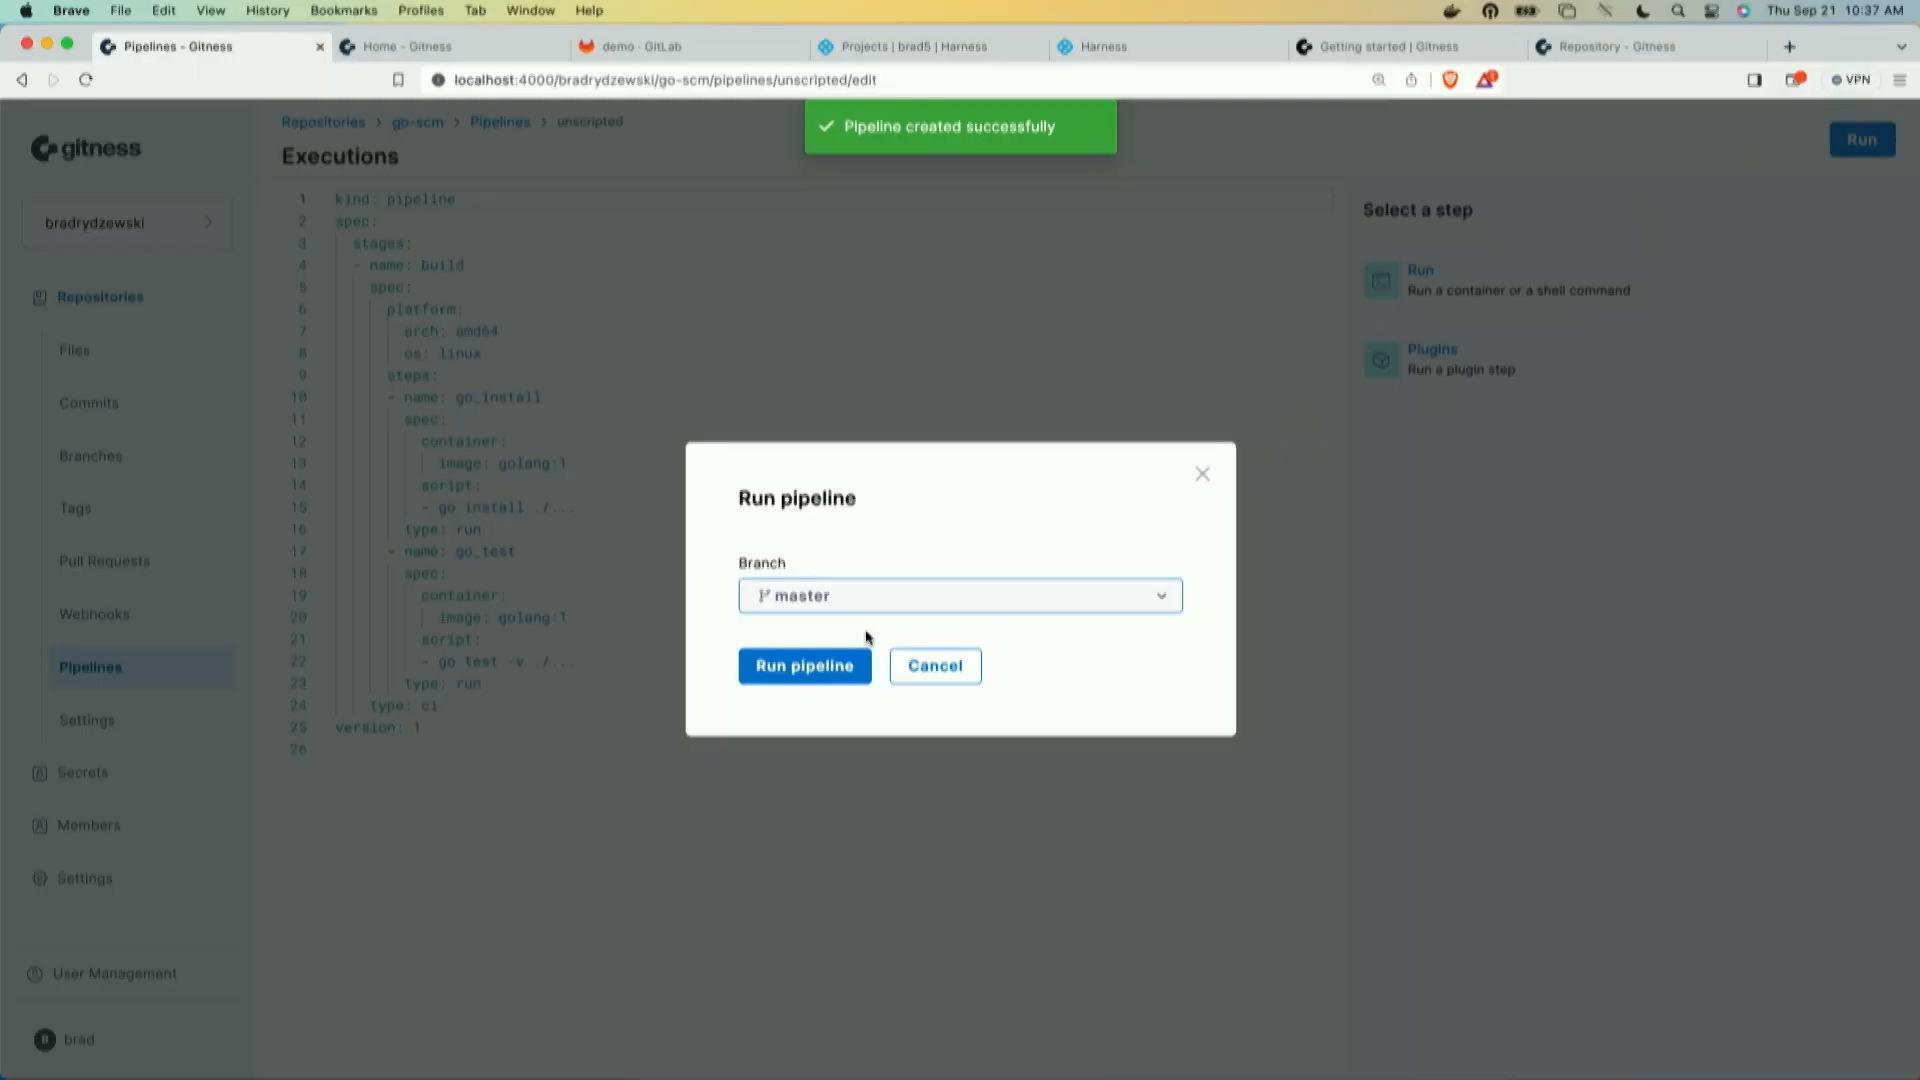 Brave File Edit View History Bookmarks Profiles Tab Window Help Thu Sep 21 10:37 AM
Pipelines - Gitness
Home - Gitness
demo · GitLab
Projects | brad5 | Harness
Harness
Getting started | Gitness
Repository - Gitness
localhost:4000/bradrydzewski/go-scm/pipelines/unscripted/edit
VPN
gitness
Repositories > go-scm > Pipelines > unscripted
Executions
Pipeline created successfully
Run
bradrydzewski
Repositories
Files
Commits
Branches
Tags
Pull Requests
Webhooks
Pipelines
Settings
Secrets
Members
Settings
User Management
brad
1 kind: pipeline
2 spec:
3 stages:
4 - name: build
5 spec:
6 platform:
7 arch: amd64
8 os: linux
9 steps:
10 - name: go_install
11 spec:
12 container:
13 image: golang:1
14 script:
15 - go install ./...
16 type: run
17 - name: go_test
18 spec:
19 container:
20 image: golang:1
21 script:
22 - go test -v ./...
23 type: run
24 type: ci
25 version: 1
26
Select a step
Run
Run a container or a shell command
Plugins
Run a plugin step
Run pipeline
Branch
master
Run pipeline
Cancel